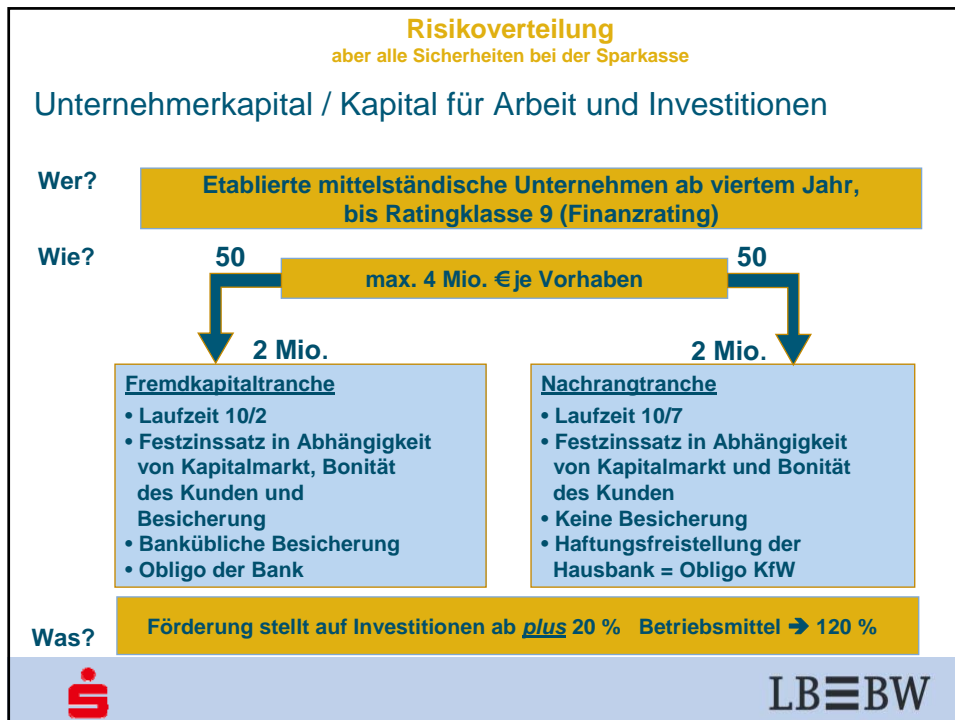 Risikoverteilung
aber alle Sicherheiten bei der Sparkasse
Unternehmerkapital / Kapital für Arbeit und Investitionen
Wer?
Etablierte mittelständische Unternehmen ab viertem Jahr,
bis Ratingklasse 9 (Finanzrating)
Wie?
50
50
max. 4 Mio. € je Vorhaben
2 Mio.
2 Mio.
Fremdkapitaltranche
• Laufzeit 10/2
• Festzinssatz in Abhängigkeit
von Kapitalmarkt, Bonität
des Kunden und
Besicherung
• Bankübliche Besicherung
• Obligo der Bank
Nachrangtranche
• Laufzeit 10/7
• Festzinssatz in Abhängigkeit
von Kapitalmarkt und Bonität
des Kunden
• Keine Besicherung
• Haftungsfreistellung der
Hausbank = Obligo KfW
Was?
Förderung stellt auf Investitionen ab plus 20 % Betriebsmittel ➔ 120 %
LB≡BW